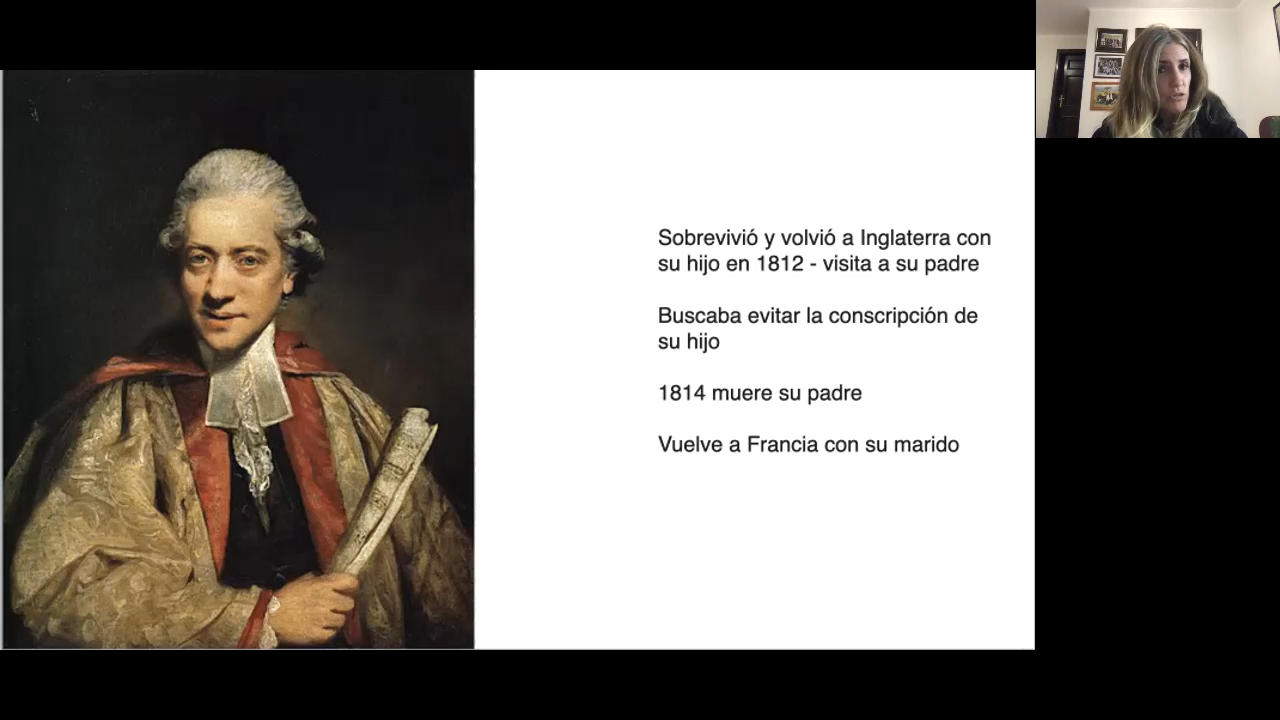 Sobrevivió y volvió a Inglaterra con
su hijo en 1812 - visita a su padre
Buscaba evitar la conscripción de
su hijo
1814 muere su padre
Vuelve a Francia con su marido